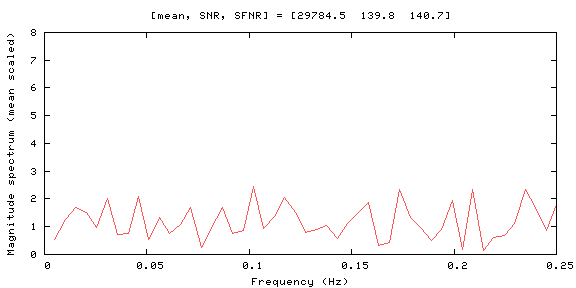 [mean, SNR, SFNR] = [29784.5 139.8 140.7]
Magnitude spectrum (mean scaled)
8
7
6
5
4
3
2
1
0
0 0.05 0.1 0.15 0.2 0.25
Frequency (Hz)